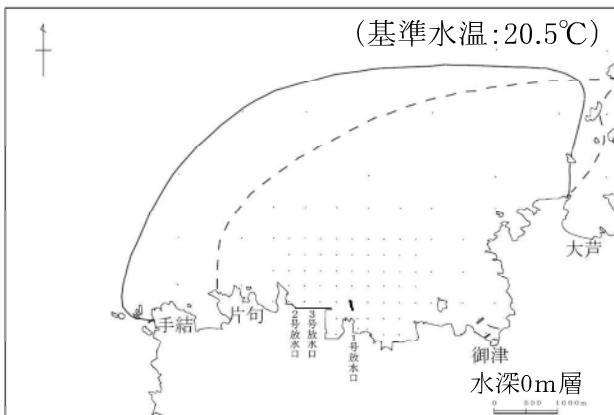 (基準水温:20.5℃)
大芦
手結
片句
2号放水口
3号放水口
1号放水口
御津
水深0m層
0 500 1000m